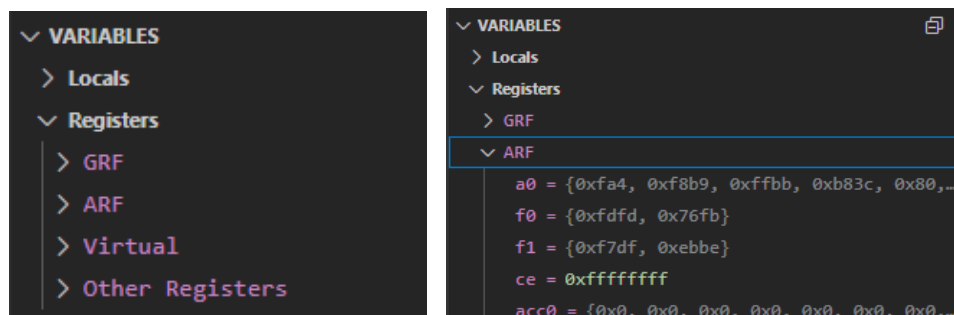 VARIABLES
Locals
Registers
GRF
ARF
Virtual
Other Registers
VARIABLES
Locals
Registers
GRF
ARF
a0 = {0xfa4, 0xf8b9, 0xffbb, 0xb83c, 0x80,…
f0 = {0xfdfd, 0x76fb}
f1 = {0xf7df, 0xebbe}
ce = 0xffffffff
acc0 = {0x0, 0x0, 0x0, 0x0, 0x0, 0x0, 0x0,…